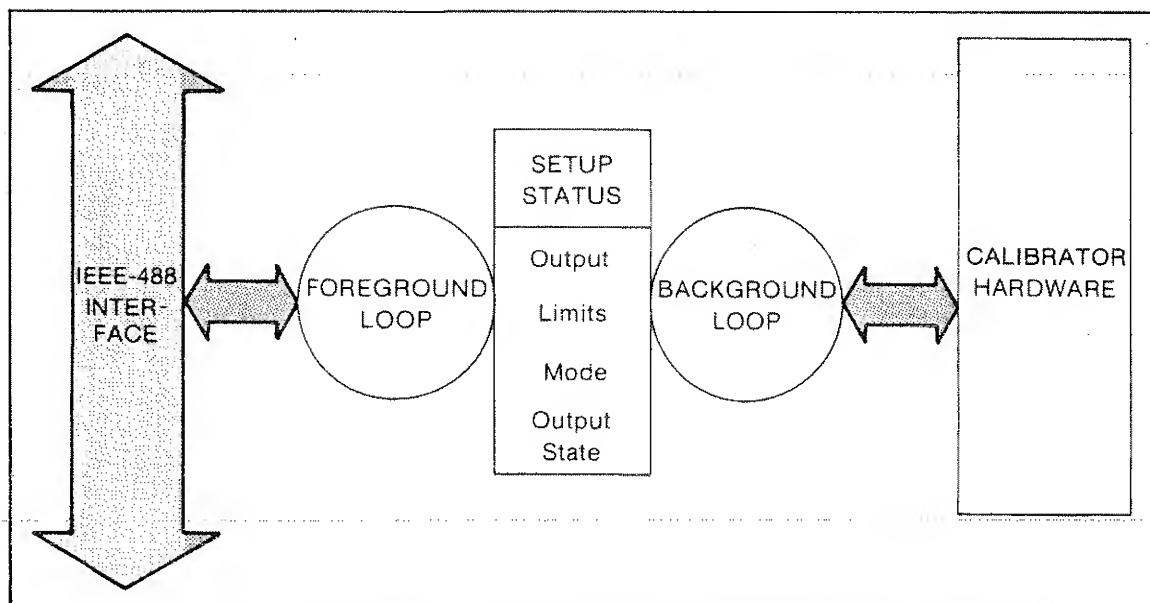 IEEE-488
INTER-
FACE
FOREGROUND
LOOP
SETUP
STATUS
Output
Limits
Mode
Output
State
BACKGROUND
LOOP
CALIBRATOR
HARDWARE